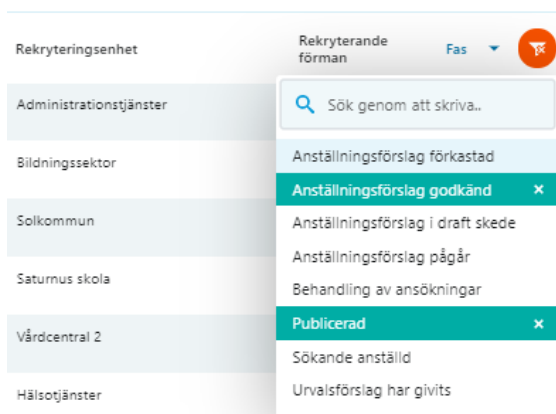 Rekryteringsenhet
Rekryterande
förman
Fas
Administrationstjänster
Bildningssektor
Solkommun
Saturnus skola
Vårdcentral 2
Hälsotjänster
Sök genom att skriva..
Anställningsförslag förkastad
Anställningsförslag godkänd ×
Anställningsförslag i draft skede
Anställningsförslag pågår
Behandling av ansökningar
Publicerad ×
Sökande anställd
Urvalsförslag har givits